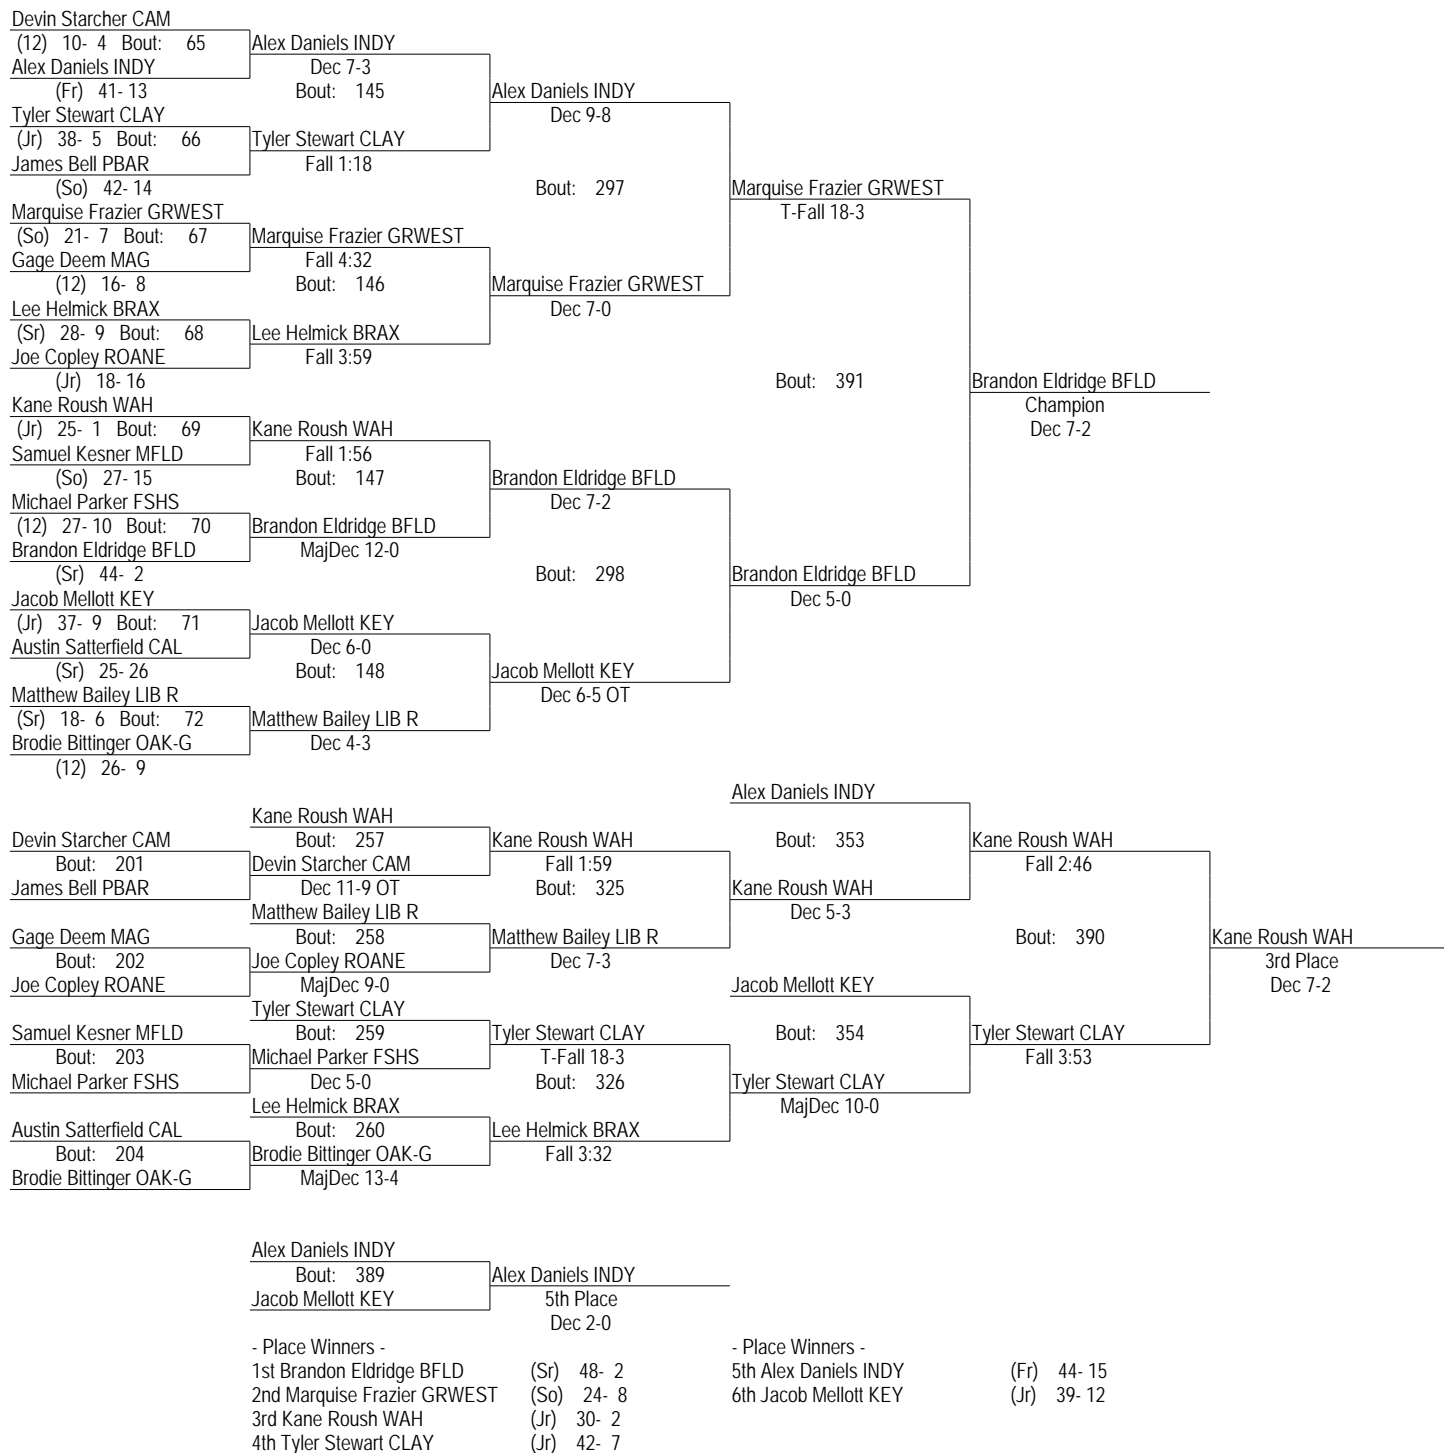 Devin Starcher CAM
(12) 10- 4 Bout: 65 Alex Daniels INDY
Alex Daniels INDY Dec 7-3
(Fr) 41- 13 Bout: 145 Alex Daniels INDY
Tyler Stewart CLAY Dec 9-8
(Jr) 38- 5 Bout: 66 Tyler Stewart CLAY
James Bell PBAR Fall 1:18
(So) 42- 14 Bout: 297 Marquise Frazier GRWEST
Marquise Frazier GRWEST T-Fall 18-3
(So) 21- 7 Bout: 67 Marquise Frazier GRWEST
Gage Deem MAG Fall 4:32
(12) 16- 8 Bout: 146 Marquise Frazier GRWEST
Lee Helmick BRAX Dec 7-0
(Sr) 28- 9 Bout: 68 Lee Helmick BRAX
Joe Copley ROANE Fall 3:59
(Jr) 18- 16 Bout: 391 Brandon Eldridge BFLD
Kane Roush WAH Champion
(Jr) 25- 1 Bout: 69 Kane Roush WAH Dec 7-2
Samuel Kesner MFLD Fall 1:56
(So) 27- 15 Bout: 147 Brandon Eldridge BFLD
Michael Parker FSHS Dec 7-2
(12) 27- 10 Bout: 70 Brandon Eldridge BFLD
Brandon Eldridge BFLD MajDec 12-0
(Sr) 44- 2 Bout: 298 Brandon Eldridge BFLD
Jacob Mellott KEY Dec 5-0
(Jr) 37- 9 Bout: 71 Jacob Mellott KEY
Austin Satterfield CAL Dec 6-0
(Sr) 25- 26 Bout: 148 Jacob Mellott KEY
Matthew Bailey LIB R Dec 6-5 OT
(Sr) 18- 6 Bout: 72 Matthew Bailey LIB R
Brodie Bittinger OAK-G Dec 4-3
(12) 26- 9
Alex Daniels INDY
Kane Roush WAH
Devin Starcher CAM Bout: 257 Kane Roush WAH Bout: 353 Kane Roush WAH
Bout: 201 Devin Starcher CAM Fall 1:59 Fall 2:46
James Bell PBAR Dec 11-9 OT Bout: 325 Kane Roush WAH
Matthew Bailey LIB R Dec 5-3
Gage Deem MAG Bout: 258 Matthew Bailey LIB R Bout: 390 Kane Roush WAH
Bout: 202 Joe Copley ROANE Dec 7-3 3rd Place
Joe Copley ROANE MajDec 9-0 Jacob Mellott KEY Dec 7-2
Tyler Stewart CLAY
Samuel Kesner MFLD Bout: 259 Tyler Stewart CLAY Bout: 354 Tyler Stewart CLAY
Bout: 203 Michael Parker FSHS T-Fall 18-3 Fall 3:53
Michael Parker FSHS Dec 5-0 Bout: 326 Tyler Stewart CLAY
Lee Helmick BRAX MajDec 10-0
Austin Satterfield CAL Bout: 260 Lee Helmick BRAX
Bout: 204 Brodie Bittinger OAK-G Fall 3:32
Brodie Bittinger OAK-G MajDec 13-4
Alex Daniels INDY
Bout: 389 Alex Daniels INDY
Jacob Mellott KEY 5th Place
Dec 2-0
- Place Winners - - Place Winners -
1st Brandon Eldridge BFLD (Sr) 48- 2 5th Alex Daniels INDY (Fr) 44- 15
2nd Marquise Frazier GRWEST (So) 24- 8 6th Jacob Mellott KEY (Jr) 39- 12
3rd Kane Roush WAH (Jr) 30- 2
4th Tyler Stewart CLAY (Jr) 42- 7